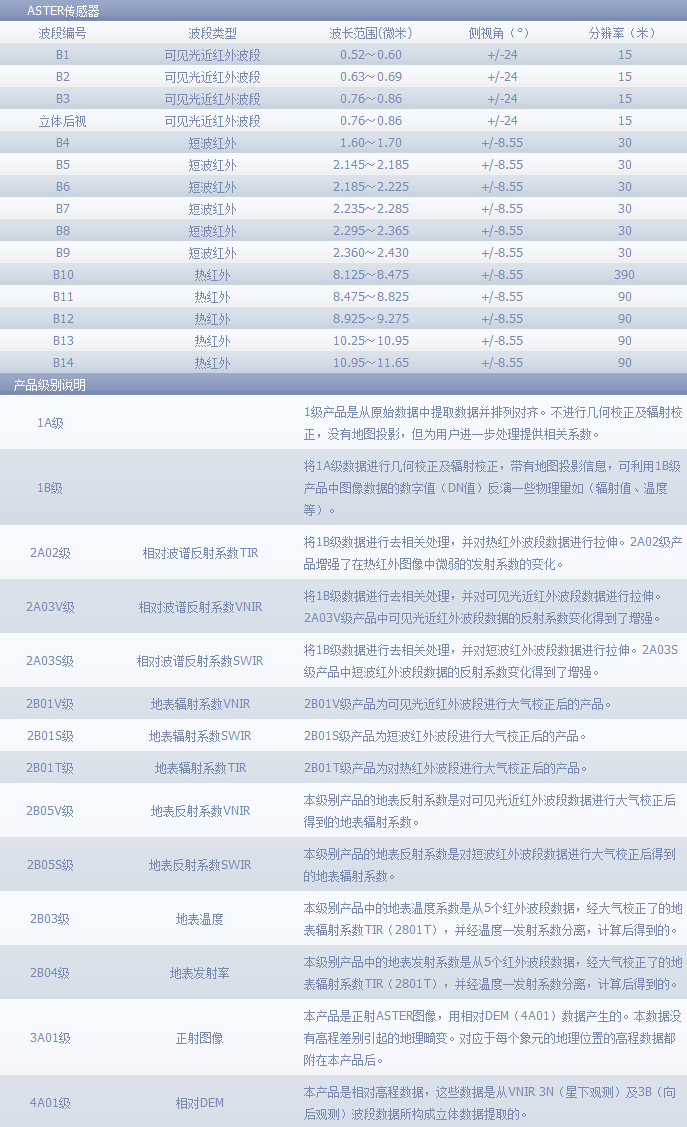 ASTER传感器
波段编号 波段类型 波长范围(微米) 侧视角（°） 分辨率（米）
B1 可见光近红外波段 0.52～0.60 +/-24 15
B2 可见光近红外波段 0.63～0.69 +/-24 15
B3 可见光近红外波段 0.76～0.86 +/-24 15
立体后视 可见光近红外波段 0.76～0.86 +/-24 15
B4 短波红外 1.60～1.70 +/-8.55 30
B5 短波红外 2.145～2.185 +/-8.55 30
B6 短波红外 2.185～2.225 +/-8.55 30
B7 短波红外 2.235～2.285 +/-8.55 30
B8 短波红外 2.295～2.365 +/-8.55 30
B9 短波红外 2.360～2.430 +/-8.55 30
B10 热红外 8.125～8.475 +/-8.55 390
B11 热红外 8.475～8.825 +/-8.55 90
B12 热红外 8.925～9.275 +/-8.55 90
B13 热红外 10.25～10.95 +/-8.55 90
B14 热红外 10.95～11.65 +/-8.55 90
产品级别说明
1A级
1级产品是从原始数据中提取数据并排列对齐。不进行几何校正及辐射校
正，没有地图投影，但为用户进一步处理提供相关系数。
1B级
将1A级数据进行几何校正及辐射校正，带有地图投影信息，可利用1B级
产品中图像数据的数字值（DN值）反演一些物理量如（辐射值、温度
等）。
2A02级 相对波谱反射系数TIR
将1B级数据进行去相关处理，并对热红外波段数据进行拉伸。2A02级产
品增强了在热红外图像中微弱的发射系数的变化。
2A03V级 相对波谱反射系数VNIR
将1B级数据进行去相关处理，并对可见光近红外波段数据进行拉伸。
2A03V级产品中可见光近红外波段数据的反射系数变化得到了增强。
2A03S级 相对波谱反射系数SWIR
将1B级数据进行去相关处理，并对短波红外波段数据进行拉伸。2A03S
级产品中短波红外波段数据的反射系数变化得到了增强。
2B01V级 地表辐射系数VNIR 2B01V级产品为可见光近红外波段进行大气校正后的产品。
2B01S级 地表辐射系数SWIR 2B01S级产品为短波红外波段进行大气校正后的产品。
2B01T级 地表辐射系数TIR 2B01T级产品为对热红外波段进行大气校正后的产品。
2B05V级 地表反射系数VNIR
本级别产品的地表反射系数是对可见光近红外波段数据进行大气校正后
得到的地表辐射系数。
2B05S级 地表反射系数SWIR
本级别产品的地表反射系数是对短波红外波段数据进行大气校正后得到
的地表辐射系数。
2B03级 地表温度
本级别产品中的地表温度系数是从5个红外波段数据，经大气校正了的地
表辐射系数TIR（2801T），并经温度—发射系数分离，计算后得到的。
2B04级 地表发射率
本级别产品中的地表发射系数是从5个红外波段数据，经大气校正了的地
表辐射系数TIR（2801T），并经温度—发射系数分离，计算后得到的。
3A01级 正射图像
本产品是正射ASTER图像，用相对DEM（4A01）数据产生的。本数据没
有高程差别引起的地理畸变。对应于每个象元的地理位置的高程数据都
附在本产品后。
4A01级 相对DEM
本产品是相对高程数据，这些数据是从VNIR 3N（星下观测）及3B（向
后观测）波段数据所构成立体数据提取的。